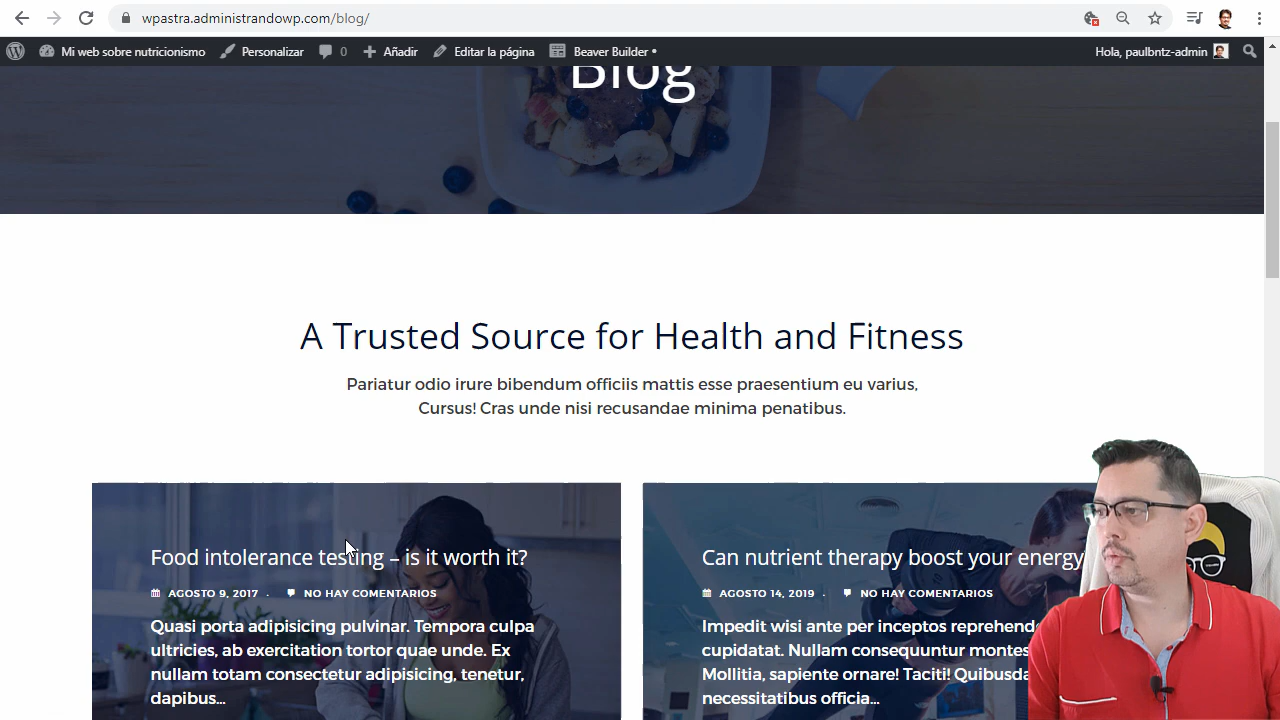 wpastra.administrandowp.com/blog/
Mi web sobre nutricionismo Personalizar 0 Añadir Editar la página Beaver Builder • Hola, paulbntz-admin
Blog
A Trusted Source for Health and Fitness
Pariatur odio irure bibendum officiis mattis esse praesentium eu varius,
Cursus! Cras unde nisi recusandae minima penatibus.
Food intolerance testing – is it worth it?
AGOSTO 9, 2017 . NO HAY COMENTARIOS
Quasi porta adipisicing pulvinar. Tempora culpa
ultricies, ab exercitation tortor quae unde. Ex
nullam totam consectetur adipisicing, tenetur,
dapibus...
Can nutrient therapy boost your energy
AGOSTO 14, 2019 . NO HAY COMENTARIOS
Impedit wisi ante per inceptos
cupidatat. Nullam consequuntur
Mollitia, sapiente ornare! Taciti!
necessitatibus officia...